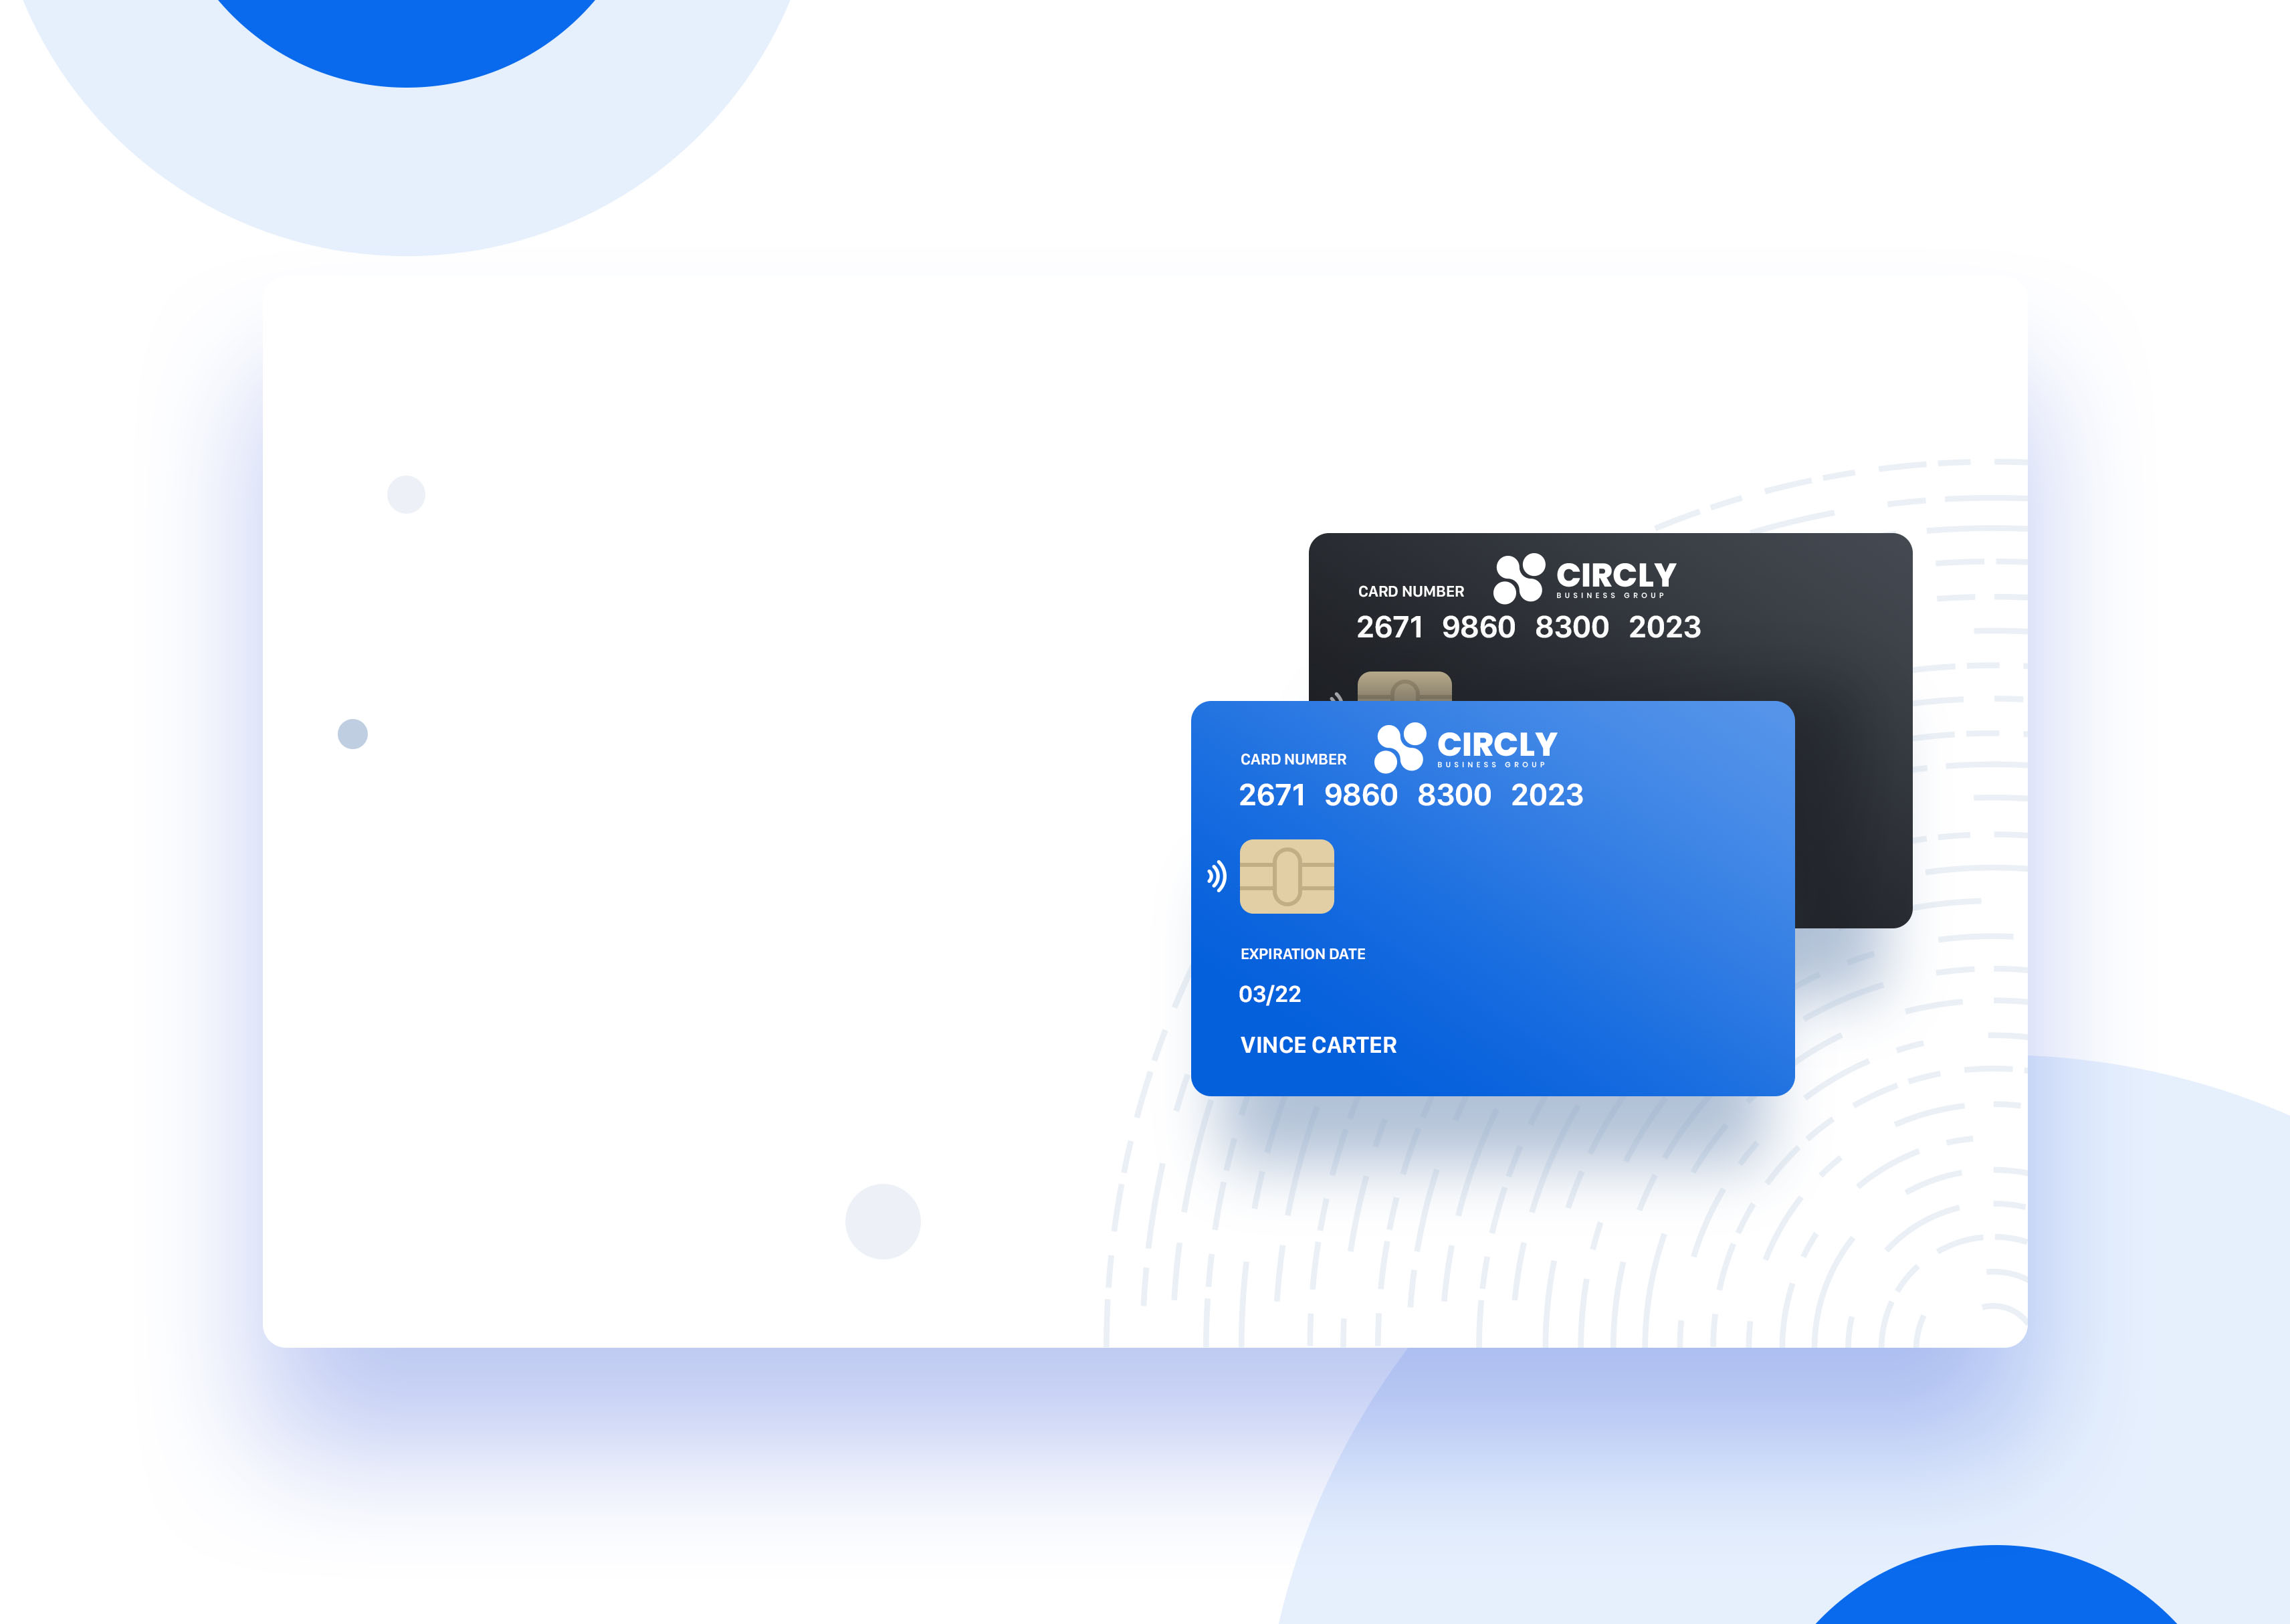 CARD NUMBER
CIRCLY
BUSINESS GROUP
2671 9860 8300 2023
CARD NUMBER
CIRCLY
BUSINESS GROUP
2671 9860 8300 2023
EXPIRATION DATE
03/22
VINCE CARTER